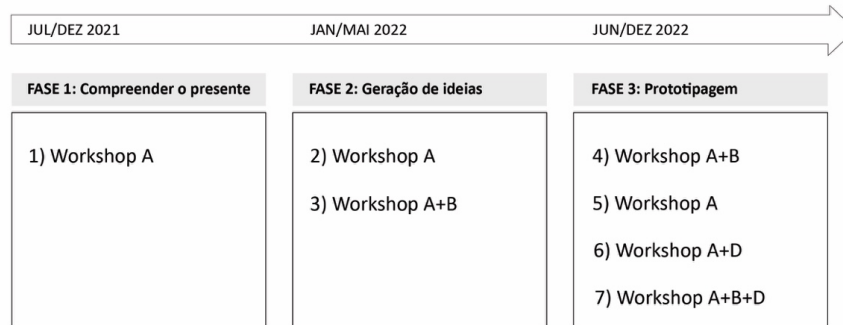 JUL/DEZ 2021
JAN/MAI 2022
JUN/DEZ 2022
FASE 1: Compreender o presente
FASE 2: Geração de ideias
FASE 3: Prototipagem
1) Workshop A
2) Workshop A
3) Workshop A+B
4) Workshop A+B
5) Workshop A
6) Workshop A+D
7) Workshop A+B+D